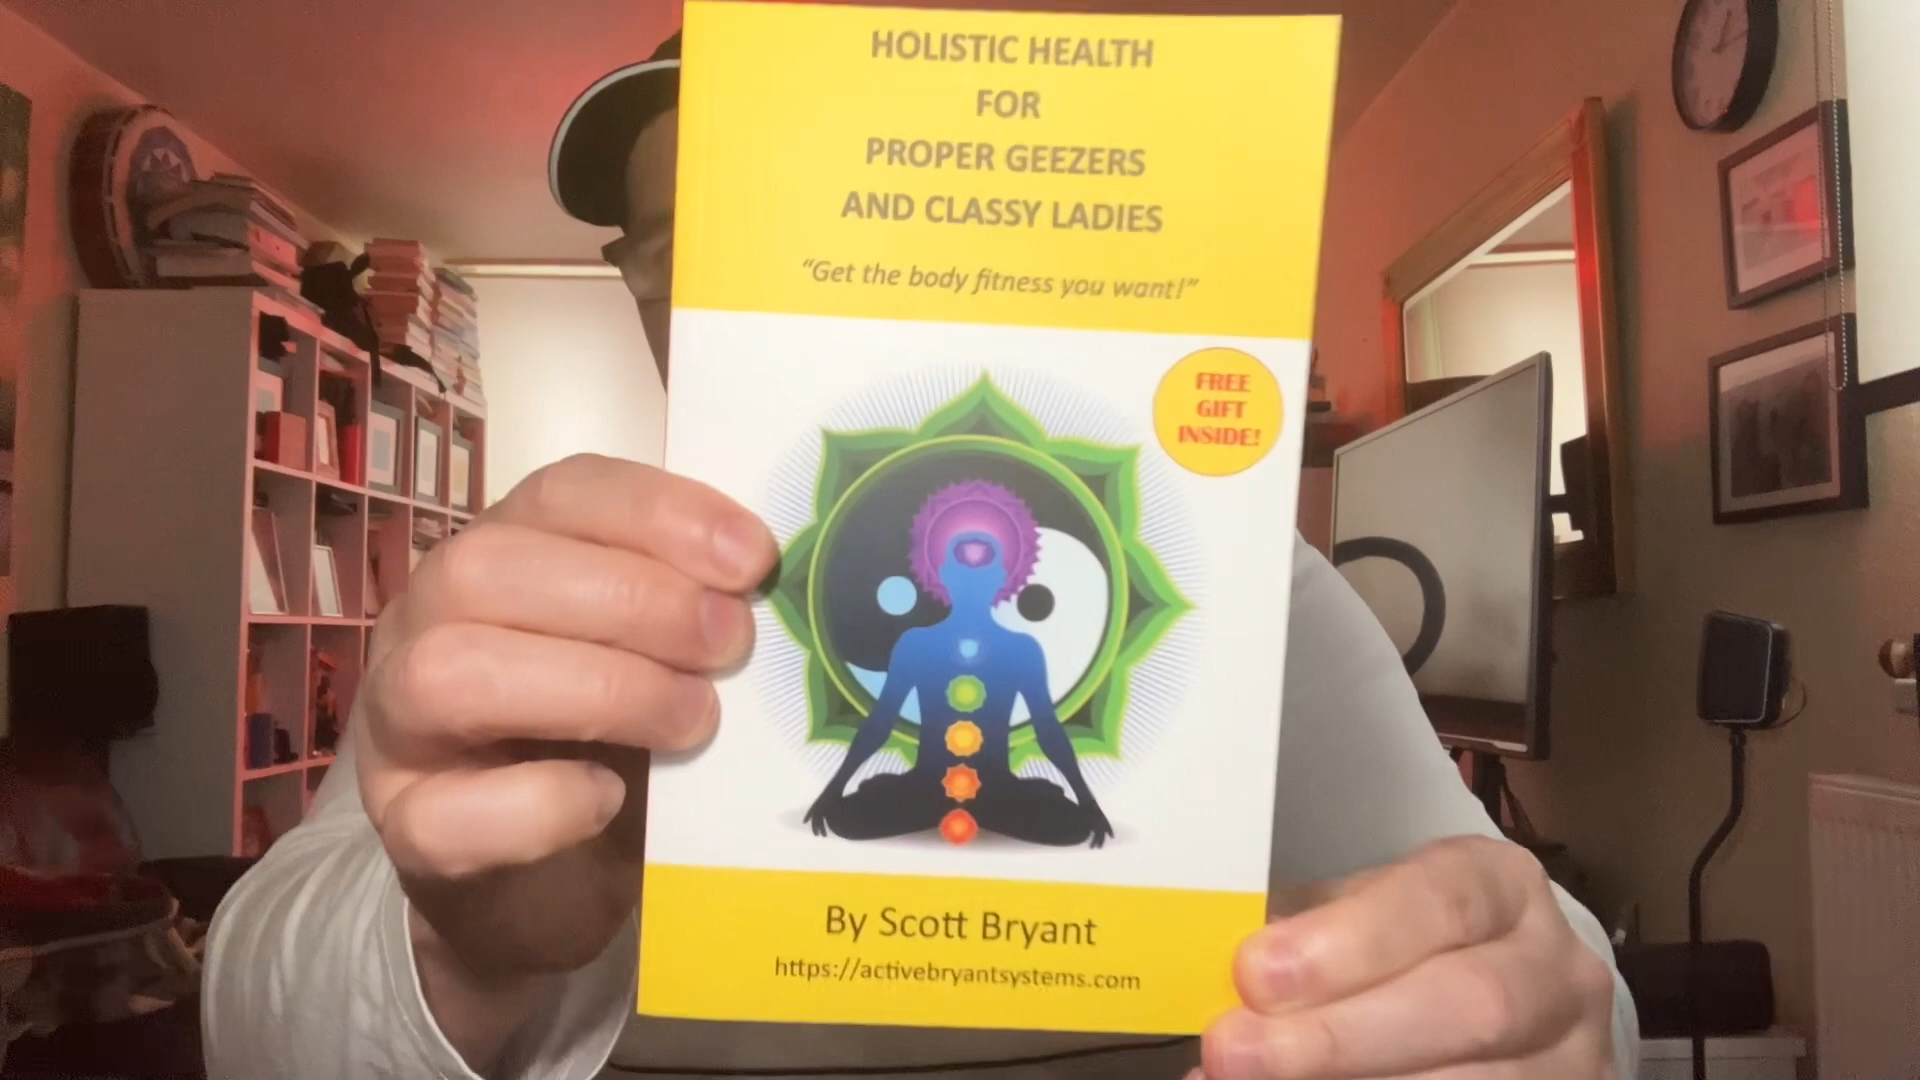 HOLISTIC HEALTH
FOR
PROPER GEEZERS
AND CLASSY LADIES
“Get the body fitness you want!”
FREE
GIFT
INSIDE!
By Scott Bryant
https://activebryantsystems.com